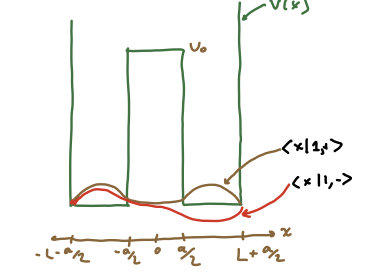 V(x)
U₀
<x|1,+>
<x|1,->
x
-L-a/2 -a/2 0 a/2 L+a/2